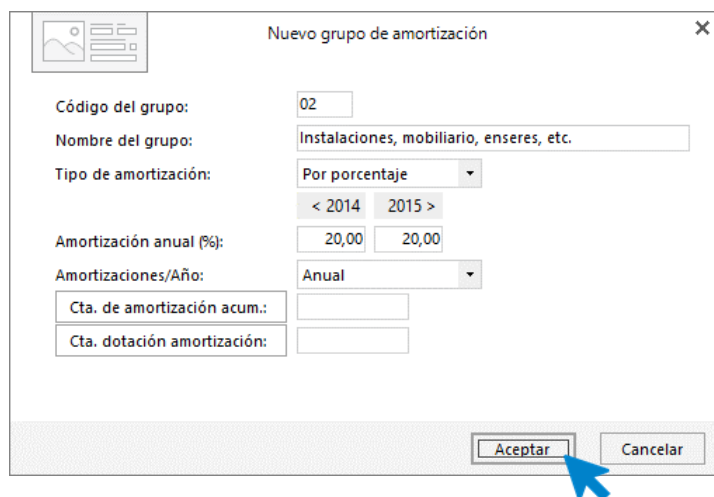 Nuevo grupo de amortización
Código del grupo: 02
Nombre del grupo: Instalaciones, mobiliario, enseres, etc.
Tipo de amortización: Por porcentaje
< 2014 2015 >
Amortización anual (%): 20,00 20,00
Amortizaciones/Año: Anual
Cta. de amortización acum.:
Cta. dotación amortización:
Aceptar Cancelar